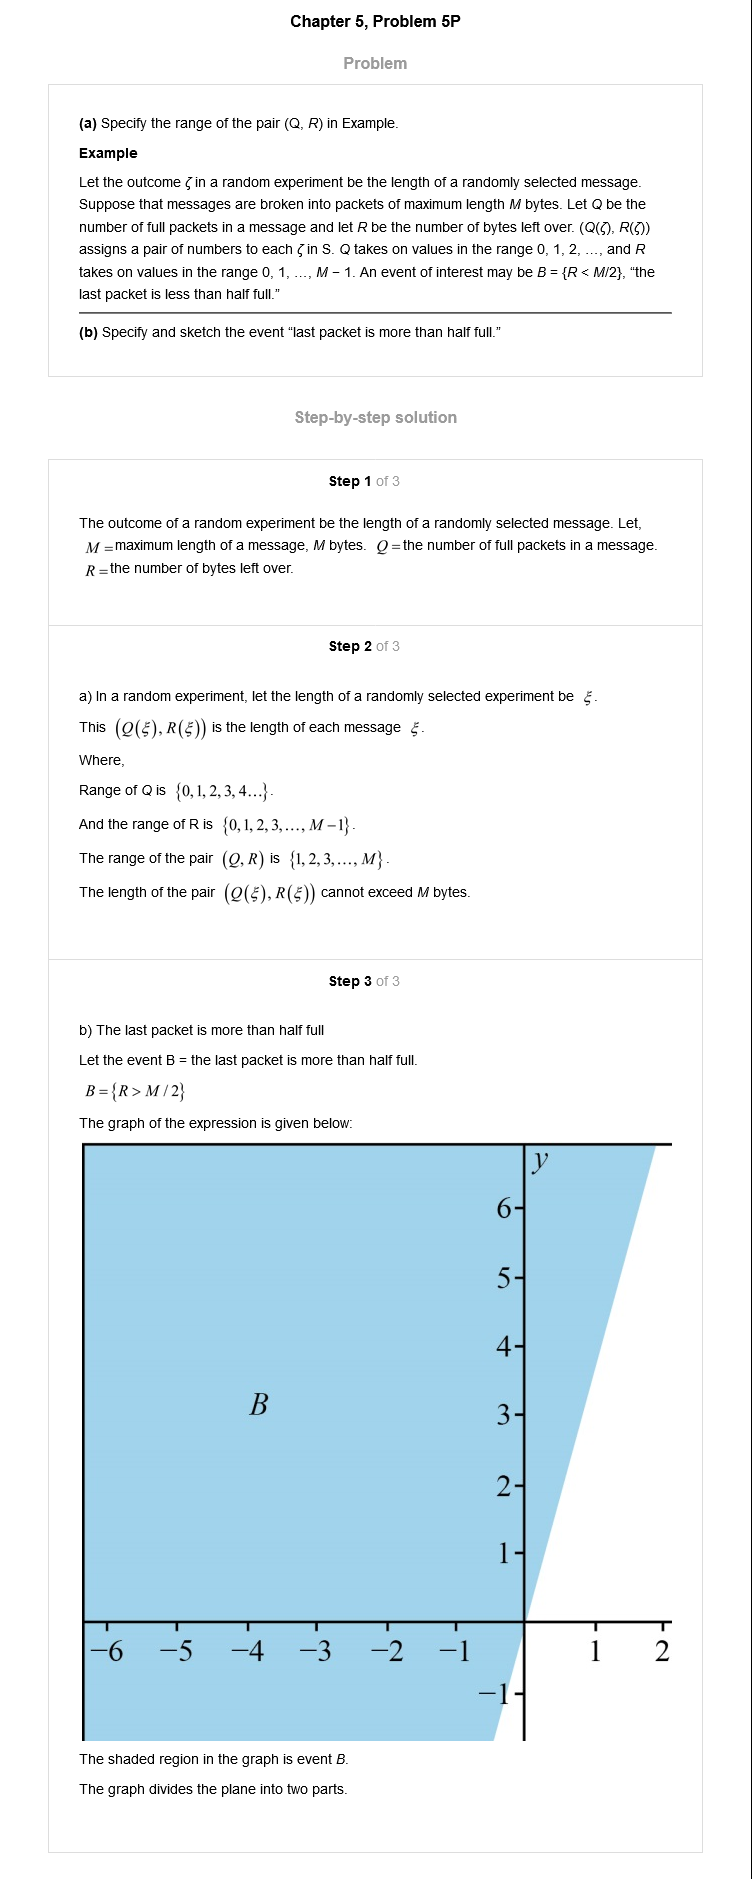 Chapter 5, Problem 5P
Problem
(a) Specify the range of the pair (Q, R) in Example.
Example
Let the outcome ζ in a random experiment be the length of a randomly selected message.
Suppose that messages are broken into packets of maximum length M bytes. Let Q be the
number of full packets in a message and let R be the number of bytes left over. (Q(ζ), R(ζ))
assigns a pair of numbers to each ζ in S. Q takes on values in the range 0, 1, 2, ..., and R
takes on values in the range 0, 1, ..., M − 1. An event of interest may be B = {R < M/2}, “the
last packet is less than half full.”
(b) Specify and sketch the event “last packet is more than half full.”
Step-by-step solution
Step 1 of 3
The outcome of a random experiment be the length of a randomly selected message. Let,
M = maximum length of a message, M bytes. Q = the number of full packets in a message.
R = the number of bytes left over.
Step 2 of 3
a) In a random experiment, let the length of a randomly selected experiment be ξ.
This (Q(ξ), R(ξ)) is the length of each message ξ.
Where,
Range of Q is {0,1,2,3,4...}.
And the range of R is {0,1,2,3,..., M−1}.
The range of the pair (Q, R) is {1,2,3,..., M}.
The length of the pair (Q(ξ), R(ξ)) cannot exceed M bytes.
Step 3 of 3
b) The last packet is more than half full
Let the event B = the last packet is more than half full.
B = {R > M / 2}
The graph of the expression is given below:
y
6
5
4
B
3
2
1
−6 −5 −4 −3 −2 −1 1 2
−1
The shaded region in the graph is event B.
The graph divides the plane into two parts.